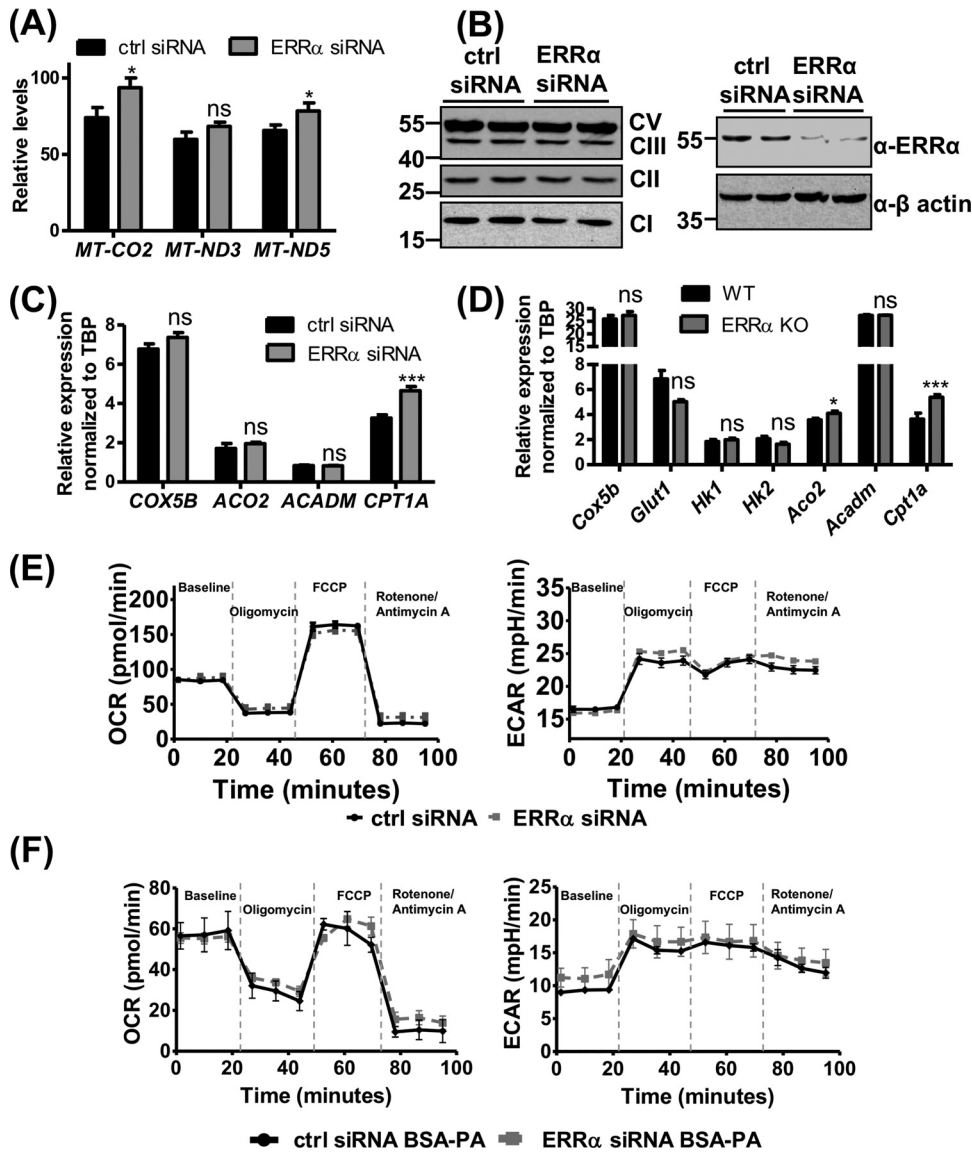 (A)
ctrl siRNA
ERRα siRNA
Relative levels
100
50
0
*
ns
*
MT-CO2
MT-ND3
MT-ND5
(B)
ctrl siRNA
ERRα siRNA
55
40
25
15
CV
CIII
CII
CI
ctrl siRNA
ERRα siRNA
55
35
α-ERRα
α-β actin
(C)
ctrl siRNA
ERRα siRNA
Relative expression
normalized to TBP
8
6
4
2
0
ns
ns
ns
***
COX5B
ACO2
ACADM
CPT1A
(D)
WT
ERRα KO
Relative expression
normalized to TBP
30
25
20
15
8
6
4
2
0
ns
ns
ns
ns
*
ns
***
Cox5b
Glut1
Hk1
Hk2
Aco2
Acadm
Cpt1a
(E)
OCR (pmol/min)
200
150
100
50
0
Baseline
Oligomycin
FCCP
Rotenone/
Antimycin A
0 20 40 60 80 100
Time (minutes)
ECAR (mpH/min)
35
30
25
20
15
Baseline
Oligomycin
FCCP
Rotenone/
Antimycin A
0 20 40 60 80 100
Time (minutes)
ctrl siRNA
ERRα siRNA
(F)
OCR (pmol/min)
80
60
40
20
0
Baseline
Oligomycin
FCCP
Rotenone/
Antimycin A
0 20 40 60 80 100
Time (minutes)
ECAR (mpH/min)
25
20
15
10
5
0
Baseline
Oligomycin
FCCP
Rotenone/
Antimycin A
0 20 40 60 80 100
Time (minutes)
ctrl siRNA BSA-PA
ERRα siRNA BSA-PA